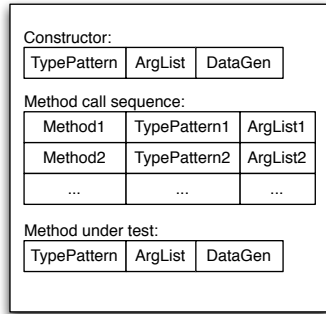 Constructor:
TypePattern ArgList DataGen
Method call sequence:
Method1 TypePattern1 ArgList1
Method2 TypePattern2 ArgList2
... ... ...
Method under test:
TypePattern ArgList DataGen